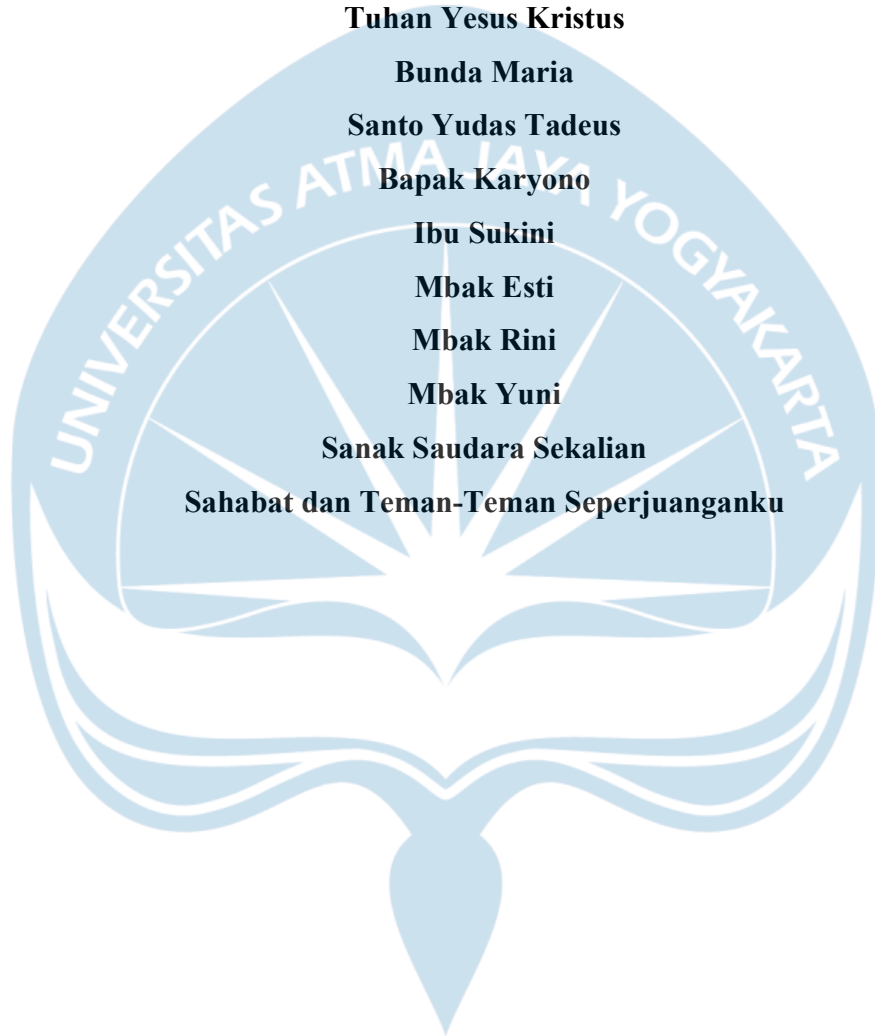 Tuhan Yesus Kristus
Bunda Maria
Santo Yudas Tadeus
Bapak Karyono
Ibu Sukini
Mbak Esti
Mbak Rini
Mbak Yuni
Sanak Saudara Sekalian
Sahabat dan Teman-Teman Seperjuanganku
UNIVERSITAS ATMA JAYA YOGYAKARTA